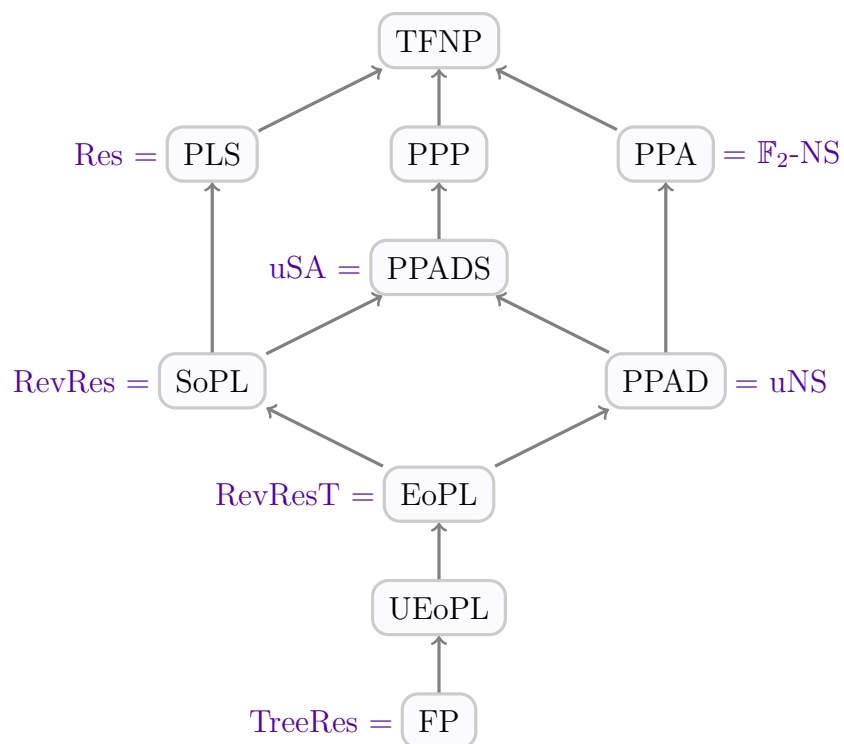 TFNP
Res = PLS PPP PPA = 𝔽₂-NS
uSA = PPADS
RevRes = SoPL PPAD = uNS
RevResT = EoPL
UEoPL
TreeRes = FP